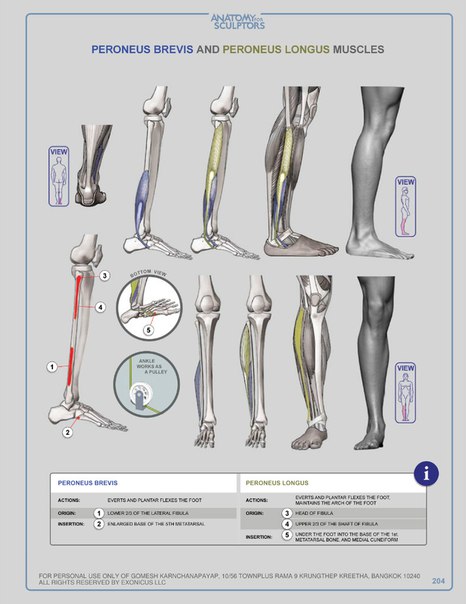 ANATOMY FOR
SCULPTORS
PERONEUS BREVIS AND PERONEUS LONGUS MUSCLES
VIEW
VIEW
BOTTOM VIEW
3
4
5
1
2
ANKLE
WORKS AS
A PULLEY
VIEW
i
PERONEUS BREVIS
ACTIONS: EVERTS AND PLANTAR FLEXES THE FOOT
ORIGIN: 1 LOWER 2/3 OF THE LATERAL FIBULA
INSERTION: 2 ENLARGED BASE OF THE 5TH METATARSAL
PERONEUS LONGUS
ACTIONS: EVERTS AND PLANTAR FLEXES THE FOOT,
MAINTAINS THE ARCH OF THE FOOT
ORIGIN: 3 HEAD OF FIBULA
4 UPPER 2/3 OF THE SHAFT OF FIBULA
INSERTION: 5 UNDER THE FOOT INTO THE BASE OF THE 1st,
METATARSAL BONE, AND MEDIAL CUNEIFORM
FOR PERSONAL USE ONLY OF GOMESH KARNCHANAPAYAP, 10/56 TOWNPLUS RAMA 9 KRUNGTHEP KREETHA, BANGKOK 10240
ALL RIGHTS RESERVED BY EXONICUS LLC
204